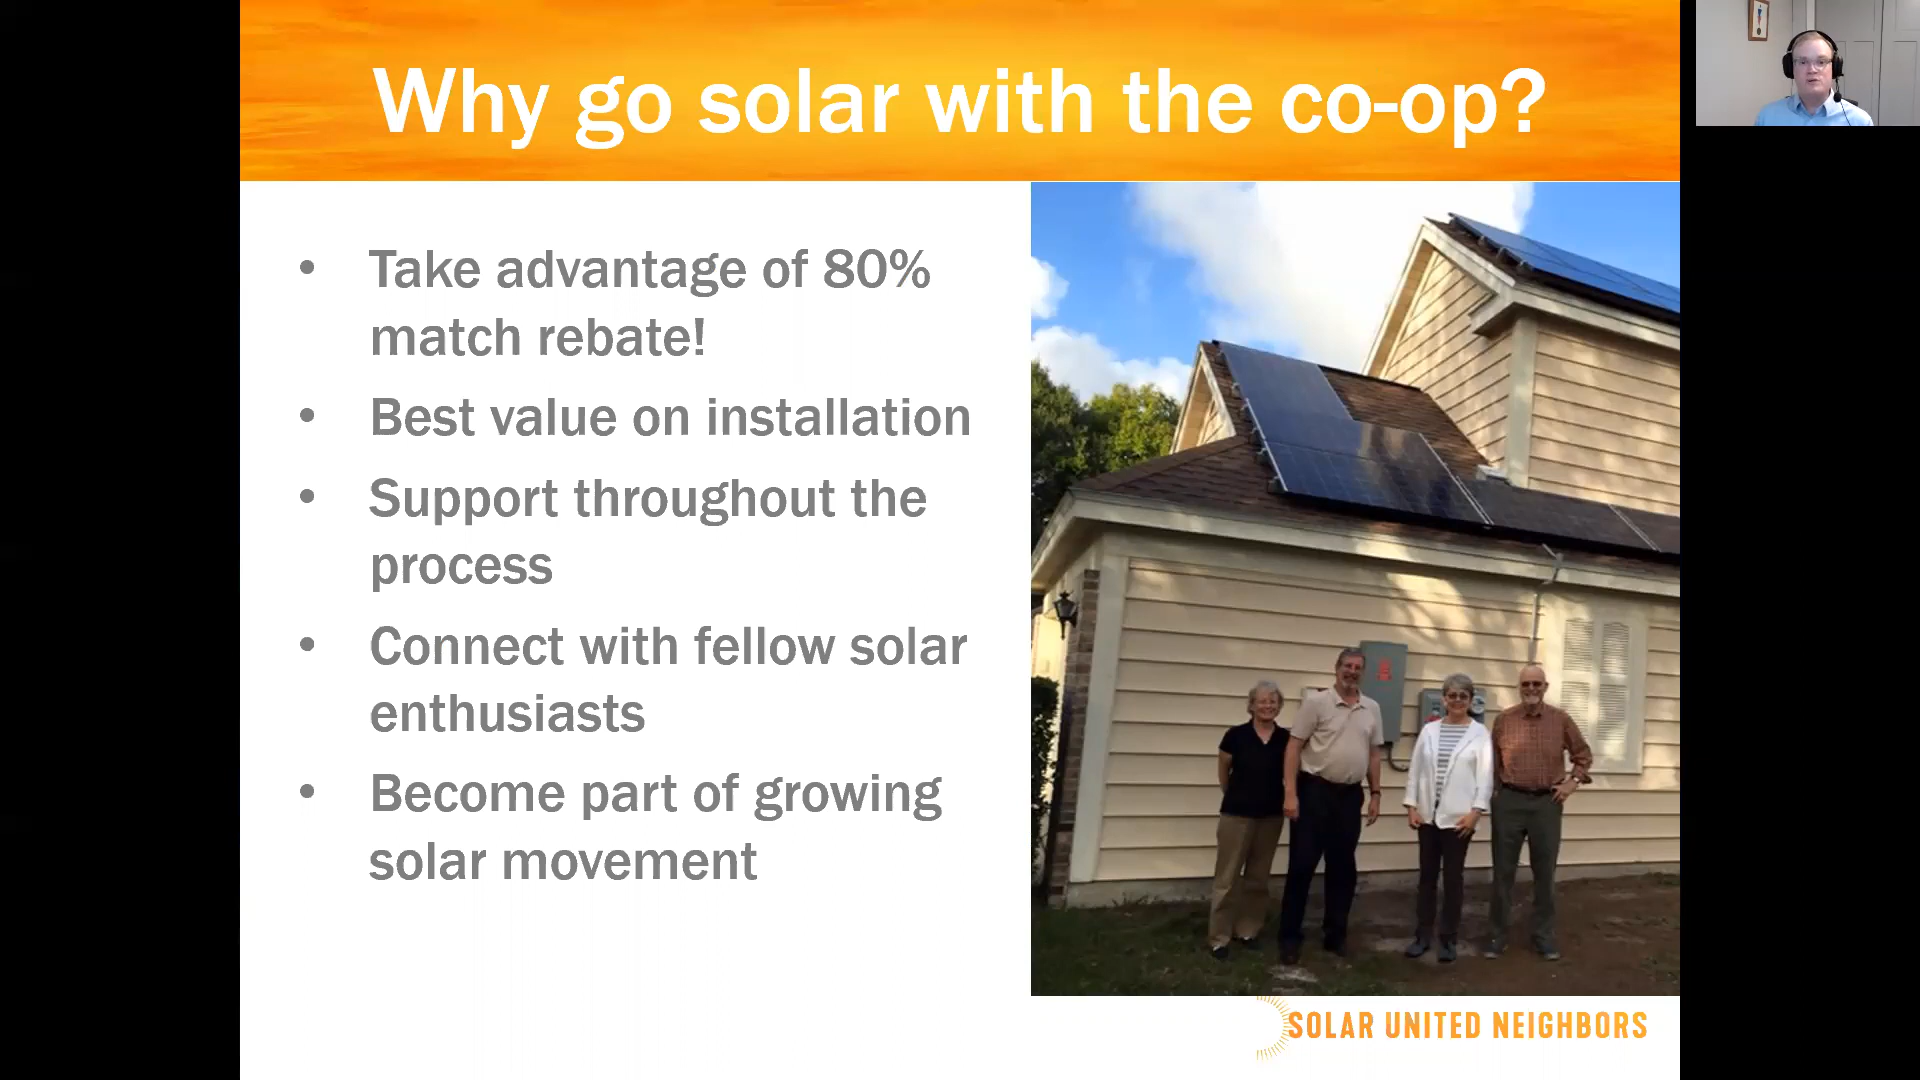 Why go solar with the co-op?
• Take advantage of 80%
match rebate!
• Best value on installation
• Support throughout the
process
• Connect with fellow solar
enthusiasts
• Become part of growing
solar movement
SOLAR UNITED NEIGHBORS